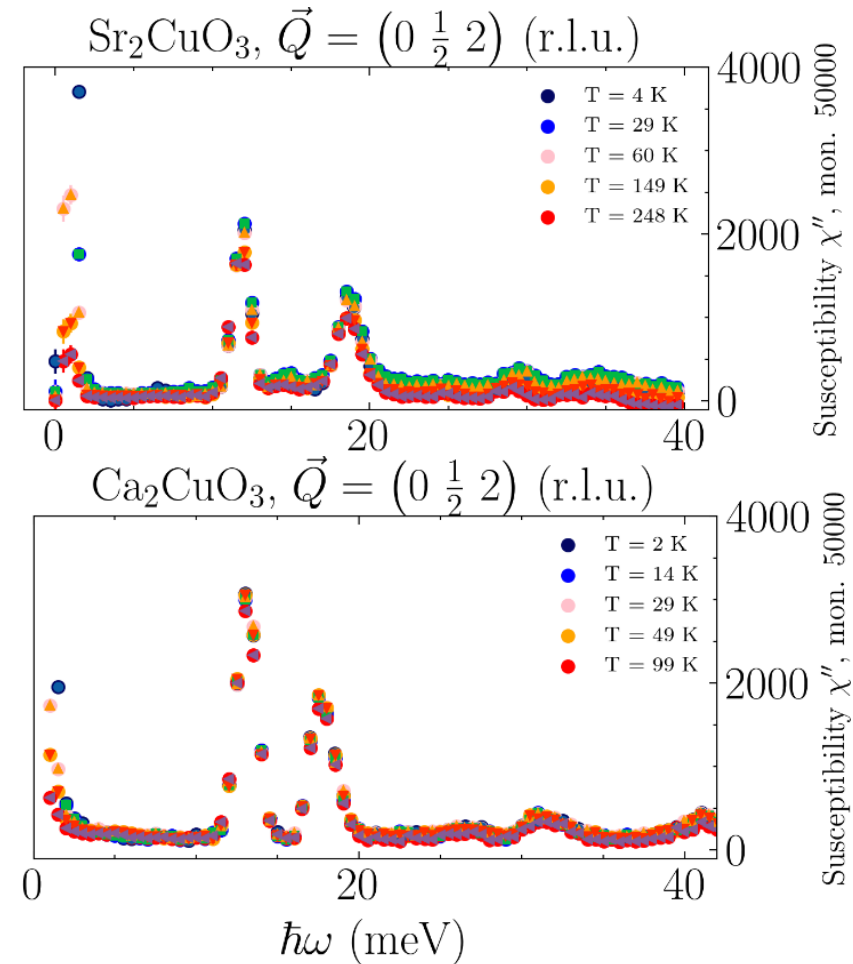 Sr₂CuO₃, Q⃗ = (0 ½ 2) (r.l.u.)
4000
T = 4 K
T = 29 K
T = 60 K
T = 149 K
T = 248 K
2000
0
Susceptibility χ″, mon. 50000
0
20
40
Ca₂CuO₃, Q⃗ = (0 ½ 2) (r.l.u.)
4000
T = 2 K
T = 14 K
T = 29 K
T = 49 K
T = 99 K
2000
0
Susceptibility χ″, mon. 50000
0
20
40
ℏω (meV)